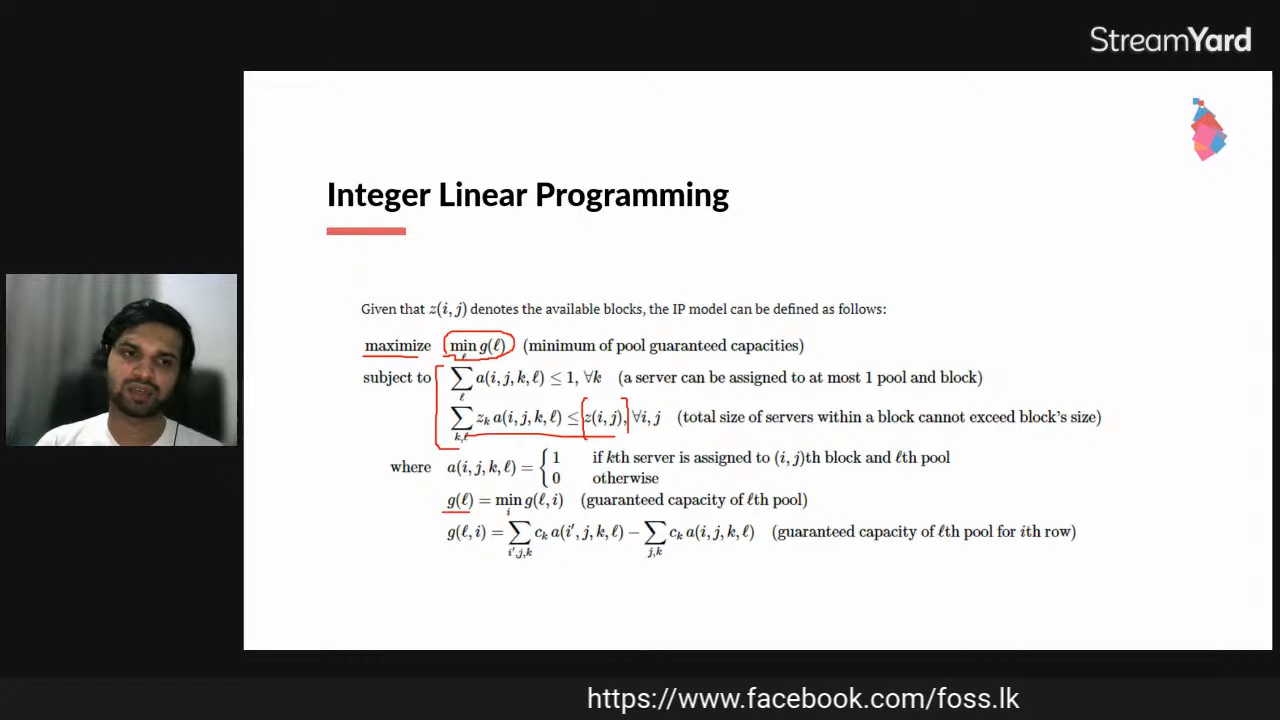 StreamYard
Integer Linear Programming
Given that z(i, j) denotes the available blocks, the IP model can be defined as follows:
maximize min g(ℓ) (minimum of pool guaranteed capacities)
ℓ
subject to ∑ a(i, j, k, ℓ) ≤ 1, ∀k (a server can be assigned to at most 1 pool and block)
ℓ
∑ zₖ a(i, j, k, ℓ) ≤ z(i, j), ∀i, j (total size of servers within a block cannot exceed block's size)
k,ℓ
where a(i, j, k, ℓ) = { 1 if kth server is assigned to (i, j)th block and ℓth pool
0 otherwise
g(ℓ) = min g(ℓ, i) (guaranteed capacity of ℓth pool)
i
g(ℓ, i) = ∑ cₖ a(i′, j, k, ℓ) − ∑ cₖ a(i, j, k, ℓ) (guaranteed capacity of ℓth pool for ith row)
i′,j,k j,k
https://www.facebook.com/foss.lk